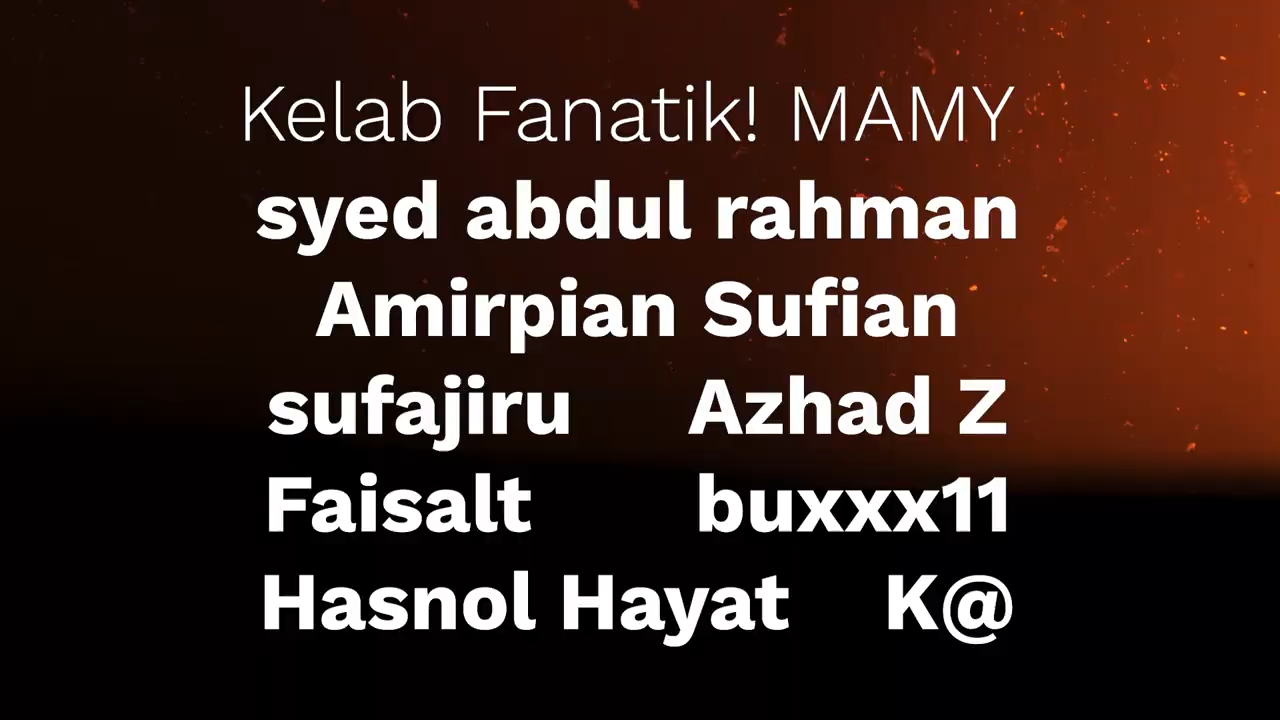 Kelab Fanatik! MAMY
syed abdul rahman
Amirpian Sufian
sufajiru Azhad Z
Faisalt buxxx11
Hasnol Hayat K@